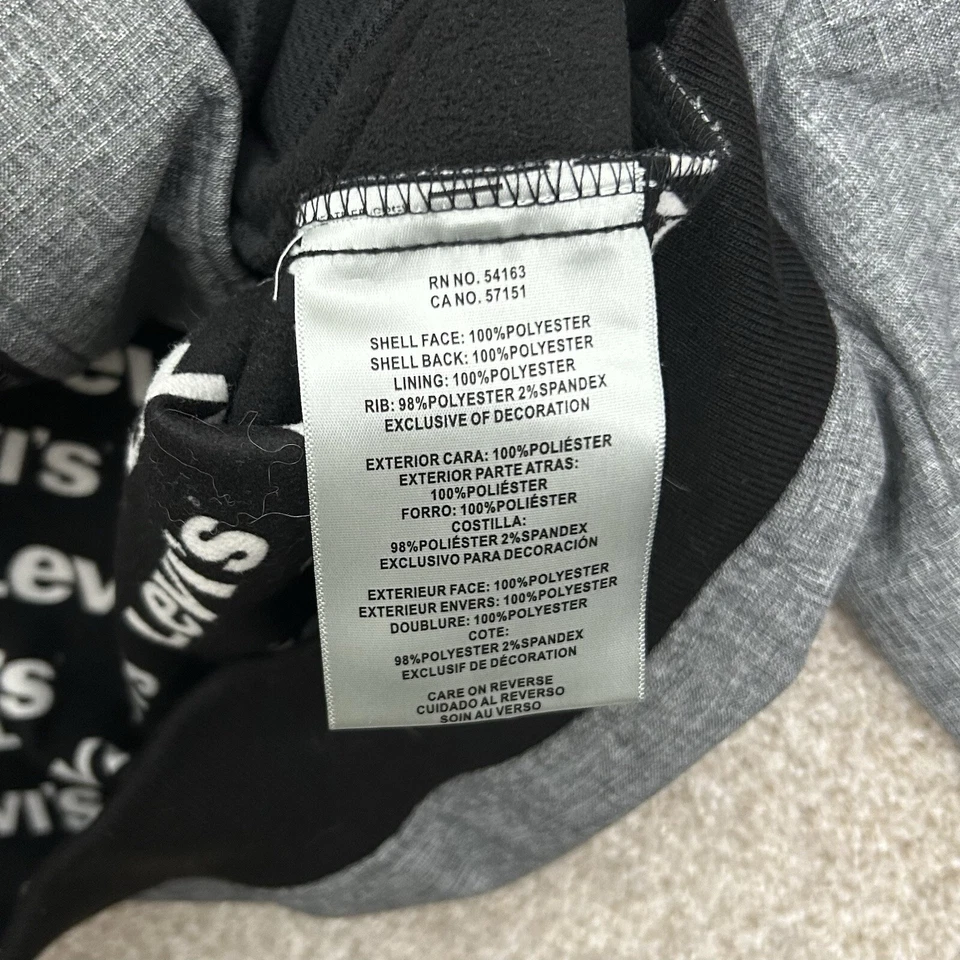 RN NO. 54163
CA NO. 57151
SHELL FACE: 100%POLYESTER
SHELL BACK: 100%POLYESTER
LINING: 100%POLYESTER
RIB: 98%POLYESTER 2%SPANDEX
EXCLUSIVE OF DECORATION
EXTERIOR CARA: 100%POLIÉSTER
EXTERIOR PARTE ATRAS:
100%POLIÉSTER
FORRO: 100%POLIÉSTER
COSTILLA:
98%POLIÉSTER 2%SPANDEX
EXCLUSIVO PARA DECORACIÓN
EXTERIEUR FACE: 100%POLYESTER
EXTERIEUR ENVERS: 100%POLYESTER
DOUBLURE: 100%POLYESTER
COTE:
98%POLYESTER 2%SPANDEX
EXCLUSIF DE DÉCORATION
CARE ON REVERSE
CUIDADO AL REVERSO
SOIN AU VERSO
Levi's